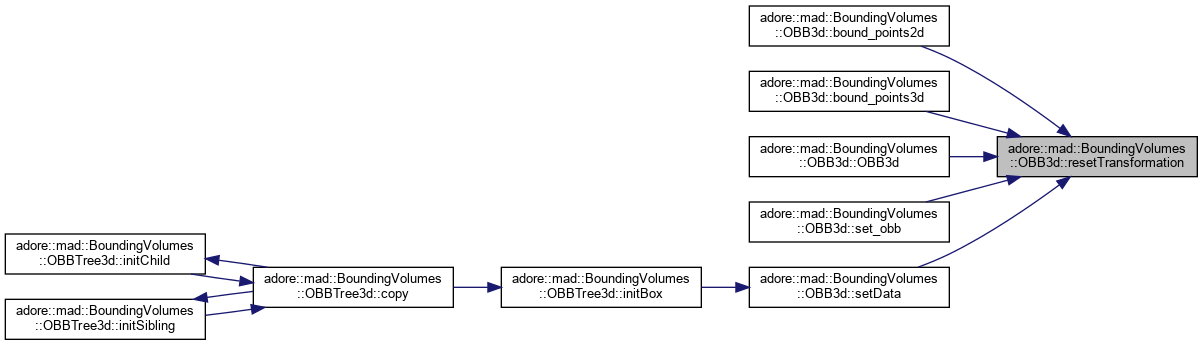 adore::mad::BoundingVolumes
::OBB3d::bound_points2d
adore::mad::BoundingVolumes
::OBB3d::bound_points3d
adore::mad::BoundingVolumes
::OBB3d::OBB3d
adore::mad::BoundingVolumes
::OBB3d::resetTransformation
adore::mad::BoundingVolumes
::OBB3d::set_obb
adore::mad::BoundingVolumes
::OBBTree3d::initChild
adore::mad::BoundingVolumes
::OBBTree3d::copy
adore::mad::BoundingVolumes
::OBBTree3d::initBox
adore::mad::BoundingVolumes
::OBB3d::setData
adore::mad::BoundingVolumes
::OBBTree3d::initSibling